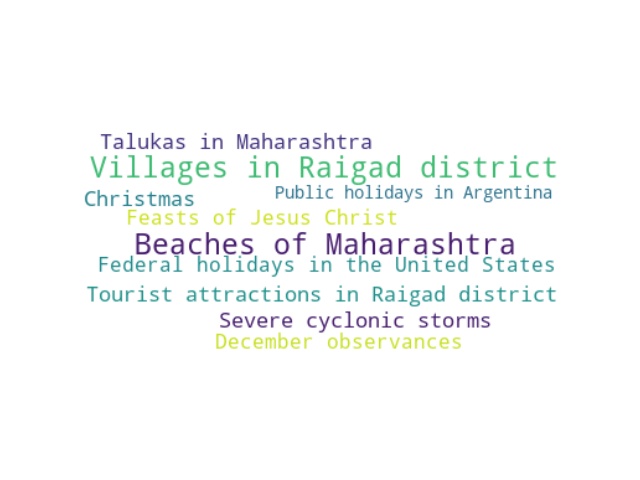 Talukas in Maharashtra
Villages in Raigad district
Christmas
Public holidays in Argentina
Feasts of Jesus Christ
Beaches of Maharashtra
Federal holidays in the United States
Tourist attractions in Raigad district
Severe cyclonic storms
December observances